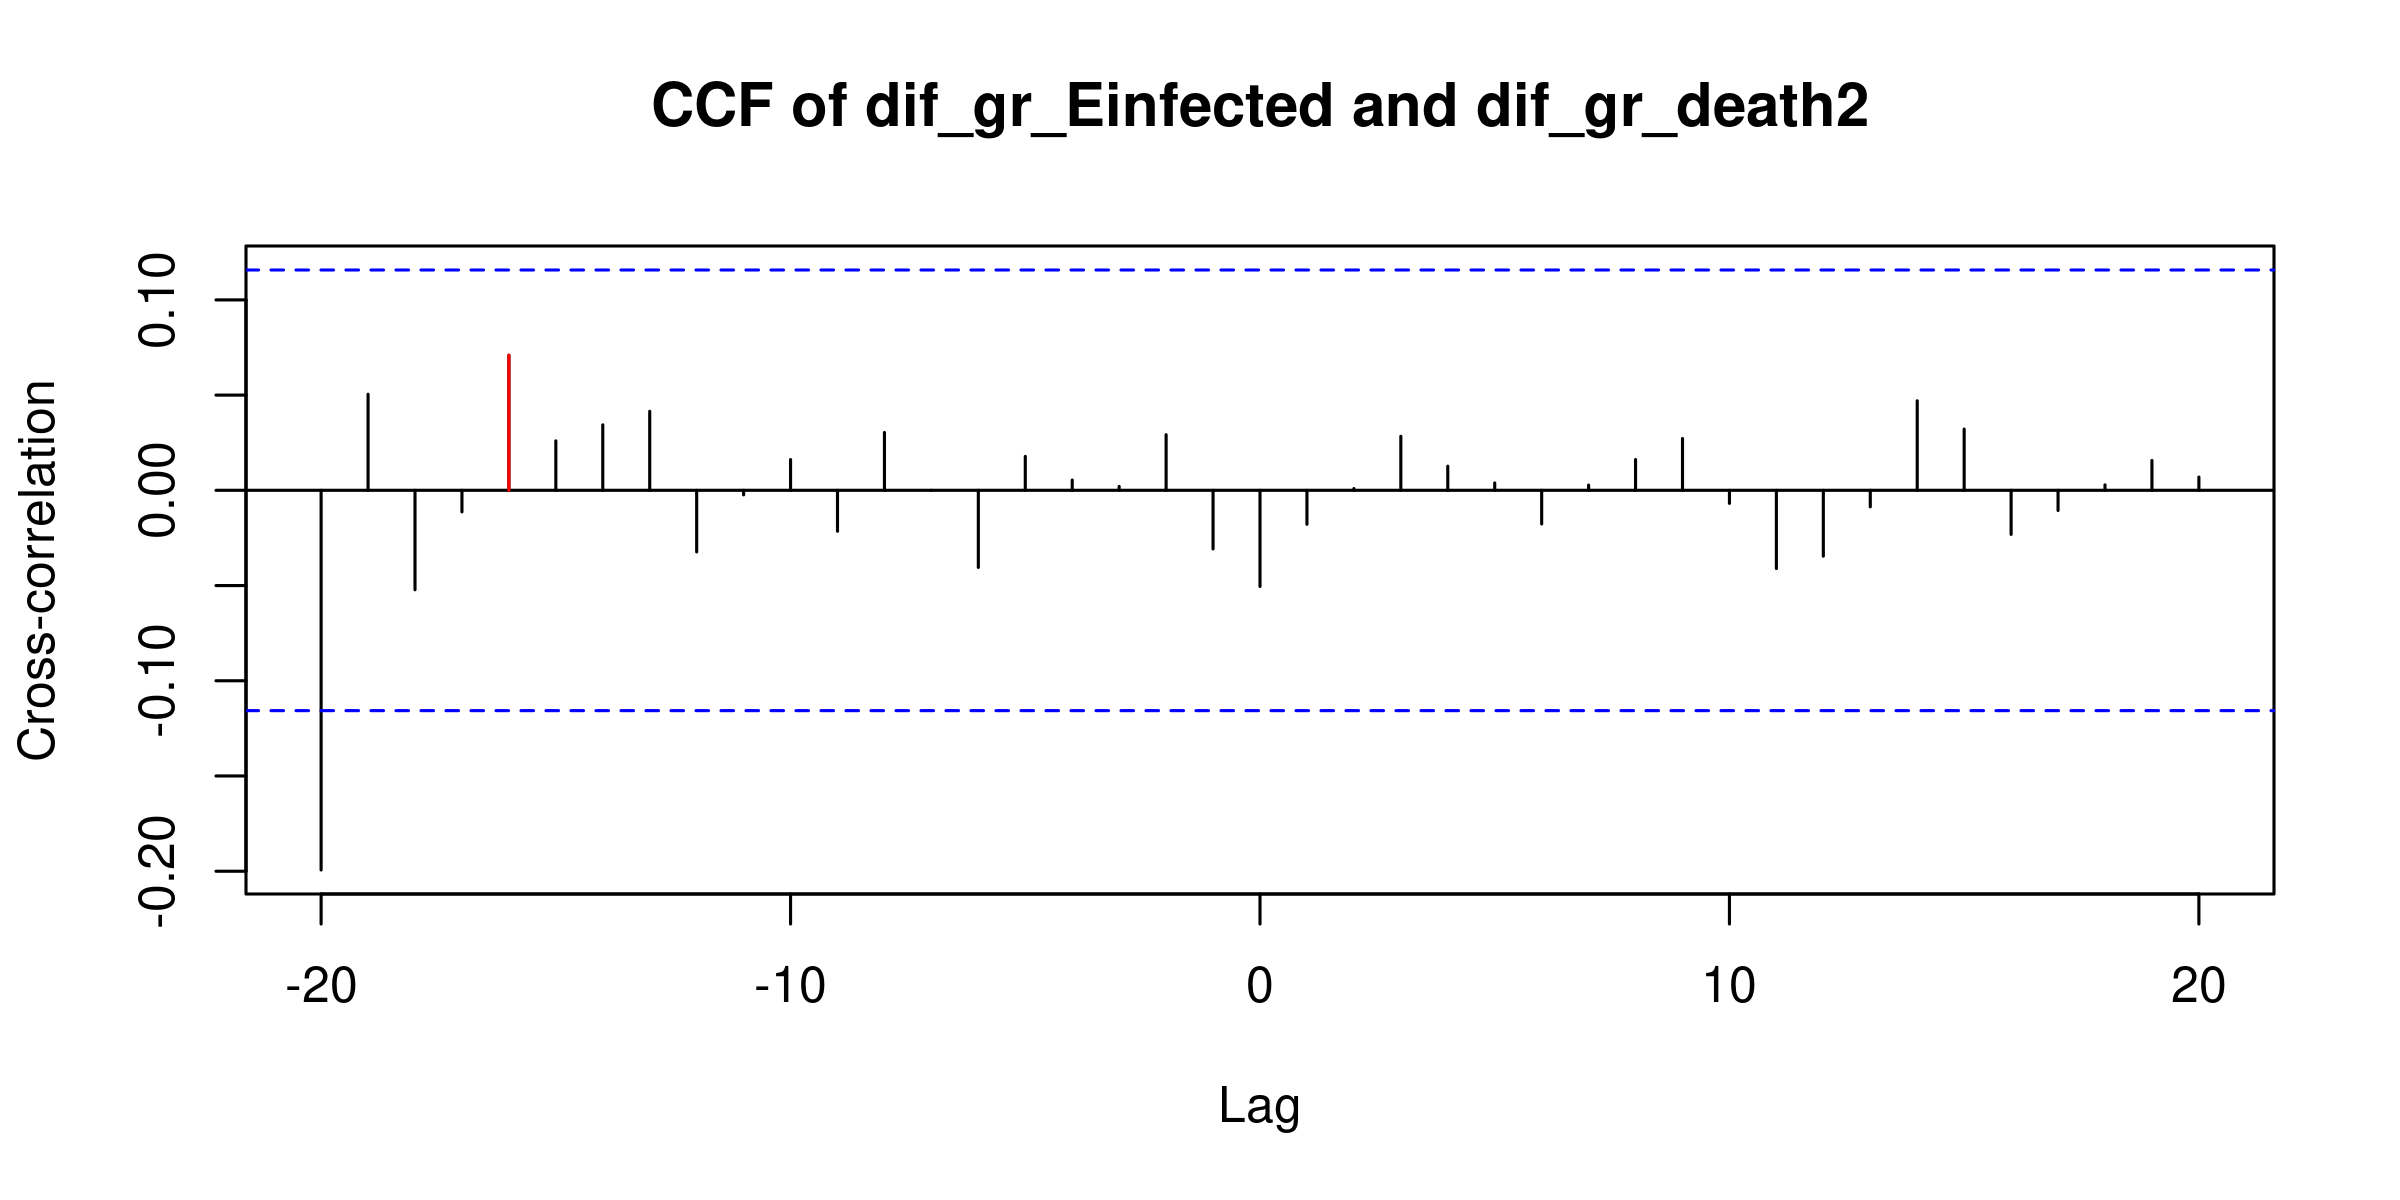 CCF of dif_gr_Einfected and dif_gr_death2
Cross-correlation
0.10
0.00
-0.10
-0.20
-20 -10 0 10 20
Lag